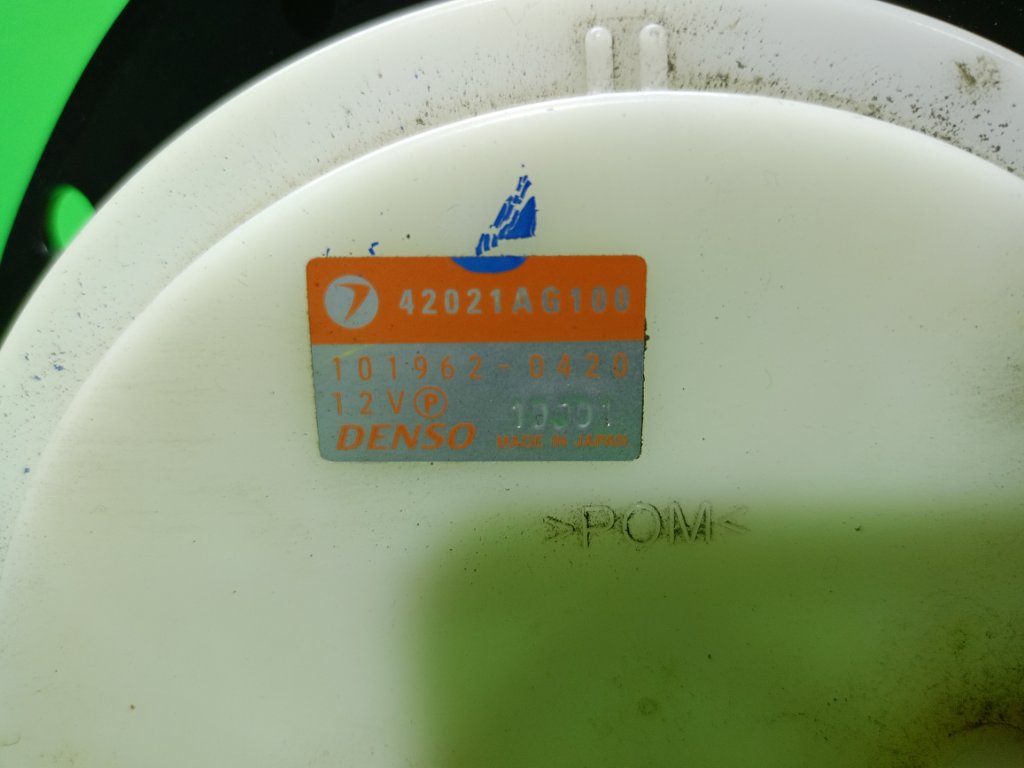 42021AG100
101962-0420
12V Ⓟ
DENSO MADE IN JAPAN
>POM<